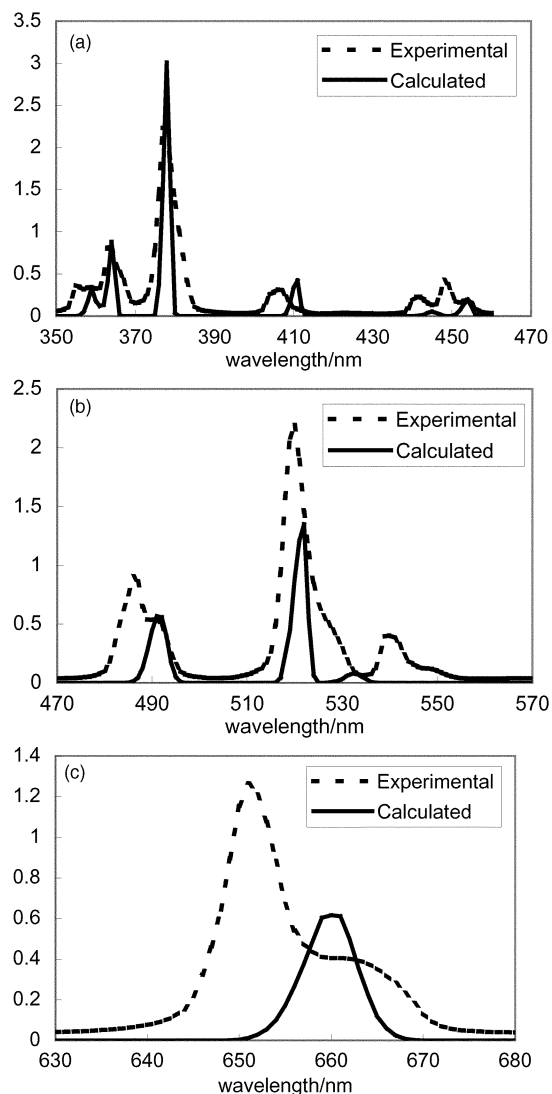 (a)
Experimental
Calculated
3.5
3
2.5
2
1.5
1
0.5
0
350 370 390 410 430 450 470
wavelength/nm
(b)
Experimental
Calculated
2.5
2
1.5
1
0.5
0
470 490 510 530 550 570
wavelength/nm
(c)
Experimental
Calculated
1.4
1.2
1
0.8
0.6
0.4
0.2
0
630 640 650 660 670 680
wavelength/nm